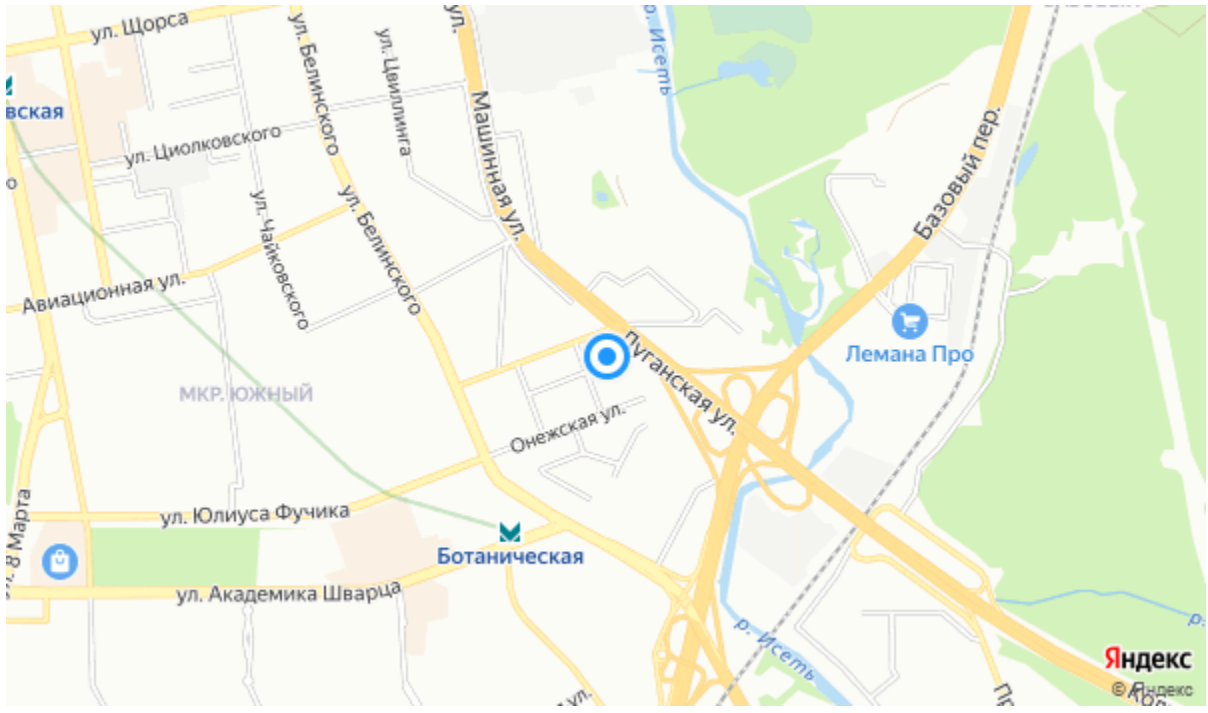 ул. Щорса
ул. Белинского
ул. Цвиллинга
р. Исеть
вская
ул. Циолковского
Машинная ул.
Базовый пер.
ул. Чайковского
ул. Белинского
Авиационная ул.
Лемана Про
Луганская ул.
МКР. ЮЖНЫЙ
Онежская ул.
ул. Юлиуса Фучика
8 Марта
Ботаническая
ул. Академика Шварца
р. Исеть
р.
ул.
Яндекс
© Яндекс